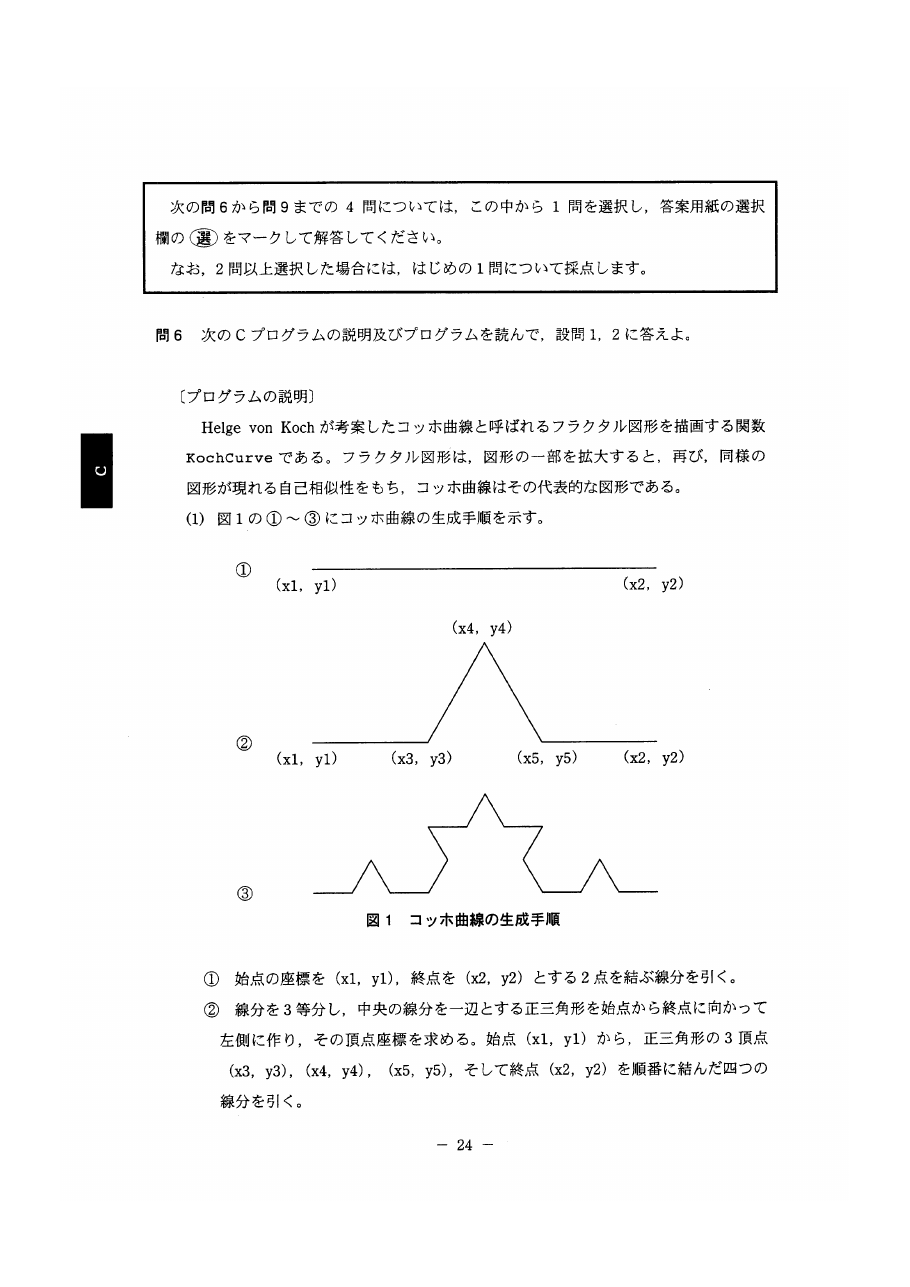 次の問6から問9までの 4 問については，この中から 1 問を選択し，答案用紙の選択
欄の㊟選をマークして解答してください。
なお，2 問以上選択した場合には，はじめの1問について採点します。
問6 次の C プログラムの説明及びプログラムを読んで，設問 1，2 に答えよ。
〔プログラムの説明〕
Helge von Koch が考案したコッホ曲線と呼ばれるフラクタル図形を描画する関数
KochCurve である。フラクタル図形は，図形の一部を拡大すると，再び，同様の
図形が現れる自己相似性をもち，コッホ曲線はその代表的な図形である。
C
(1) 図1の①～③にコッホ曲線の生成手順を示す。
①
(x1，y1) (x2，y2)
(x4，y4)
②
(x1，y1) (x3，y3) (x5，y5) (x2，y2)
③
図1 コッホ曲線の生成手順
① 始点の座標を (x1，y1)，終点を (x2，y2) とする2点を結ぶ線分を引く。
② 線分を3等分し，中央の線分を一辺とする正三角形を始点から終点に向かって
左側に作り，その頂点座標を求める。始点 (x1，y1) から，正三角形の3頂点
(x3，y3)，(x4，y4)，(x5，y5)，そして終点 (x2，y2) を順番に結んだ四つの
線分を引く。
－ 24 －